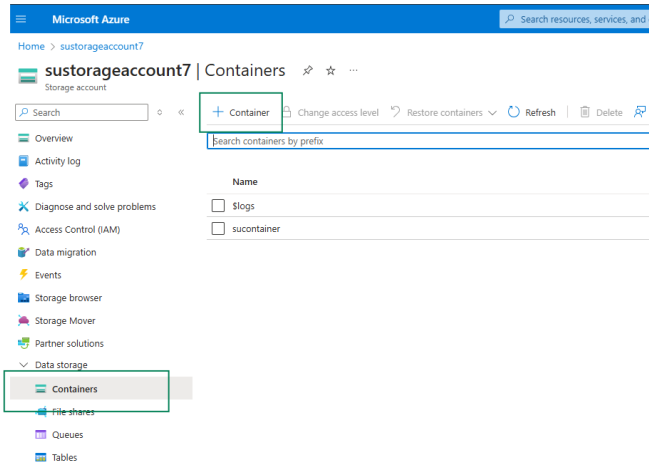 Microsoft Azure
Search resources, services, and
Home > sustorageaccount7
sustorageaccount7 | Containers
Storage account
Search
+ Container
Change access level
Restore containers
Refresh
Delete
Search containers by prefix
Overview
Activity log
Tags
Diagnose and solve problems
Access Control (IAM)
Data migration
Events
Storage browser
Storage Mover
Partner solutions
Data storage
Containers
File shares
Queues
Tables
Name
$logs
sucontainer